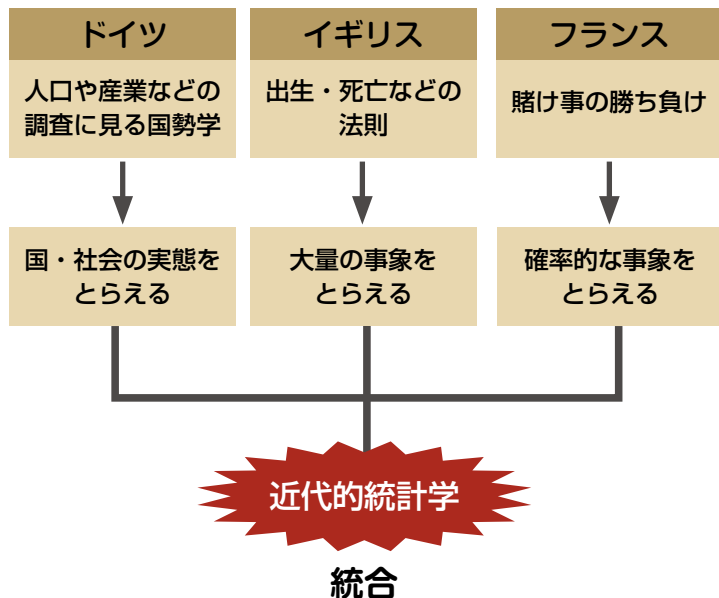 ドイツ
人口や産業などの
調査に見る国勢学
国・社会の実態を
とらえる
イギリス
出生・死亡などの
法則
大量の事象を
とらえる
フランス
賭け事の勝ち負け
確率的な事象を
とらえる
近代的統計学
統合